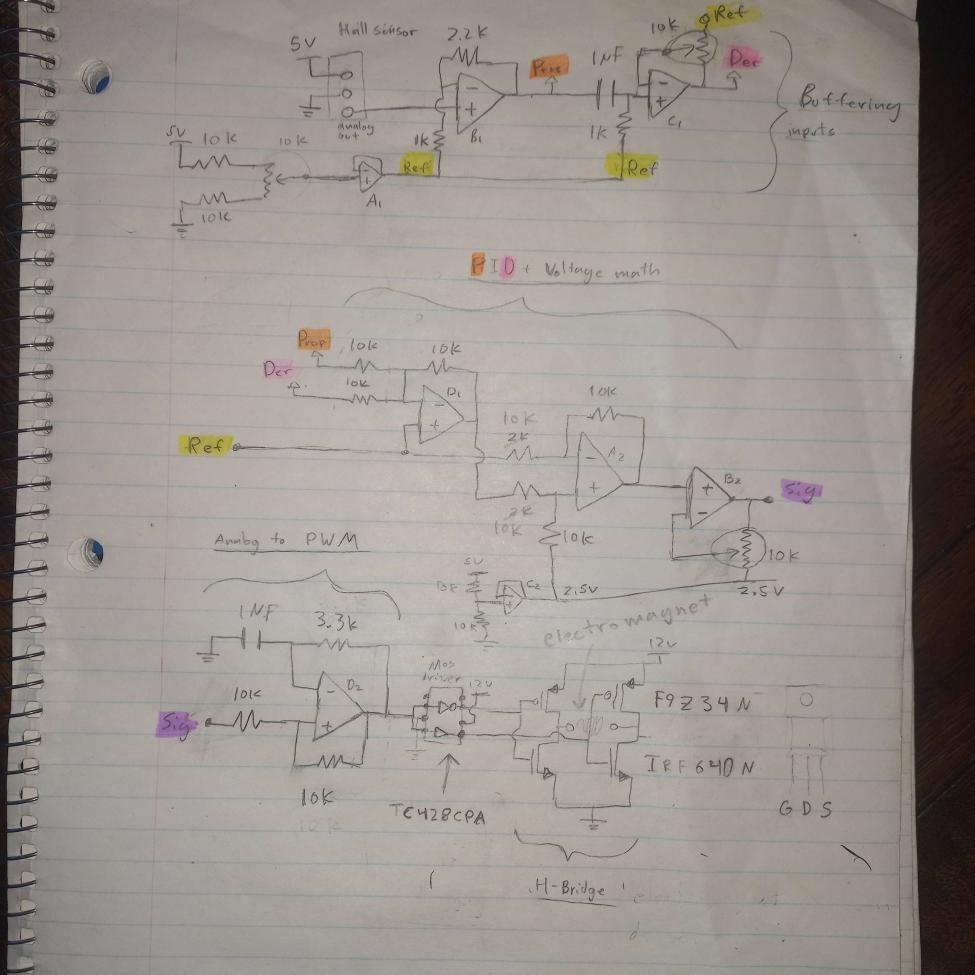 10K
Ref
Hall sensor
2.2K
5V
Prop
1NF
Der
Buffering
inputs
analog
out
B₁
C₁
1K
1K
5V
10K
10K
Ref
Ref
A₁
10K
PID + Voltage math
Prop
10K
10K
Der
10K
D₁
10K
10K
2K
Ref
A₂
B₂
Sig
2K
10K
10K
10K
Analog to PWM
5V
10K
C₂
2.5V
2.5V
10K
electromagnet
1NF
3.3K
12V
Mos
driver
12V
D₂
10K
F9Z34N
Sig
IRF640N
10K
TC428CPA
G D S
H-Bridge